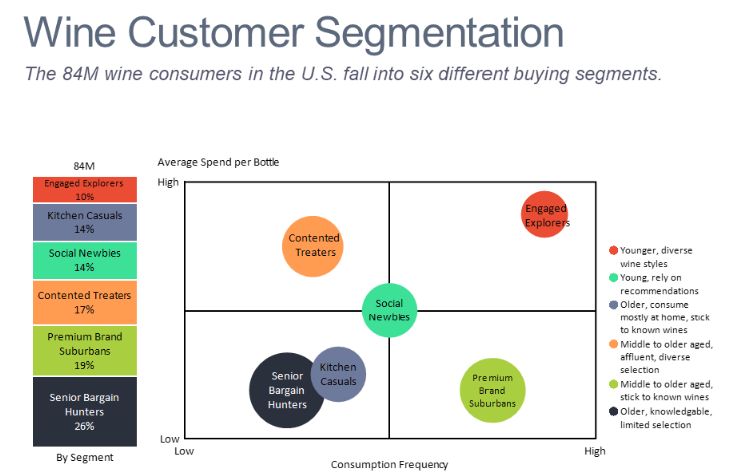 Wine Customer Segmentation
The 84M wine consumers in the U.S. fall into six different buying segments.
84M
Engaged Explorers
10%
Kitchen Casuals
14%
Social Newbies
14%
Contented Treaters
17%
Premium Brand
Suburbans
19%
Senior Bargain
Hunters
26%
By Segment
Average Spend per Bottle
High
Engaged
Explorers
Contented
Treaters
Social
Newbies
Senior
Bargain
Hunters
Kitchen
Casuals
Premium
Brand
Suburbans
Low
Low
High
Consumption Frequency
Younger, diverse
wine styles
Young, rely on
recommendations
Older, consume
mostly at home, stick
to known wines
Middle to older aged,
affluent, diverse
selection
Middle to older aged,
stick to known wines
Older, knowledgable,
limited selection